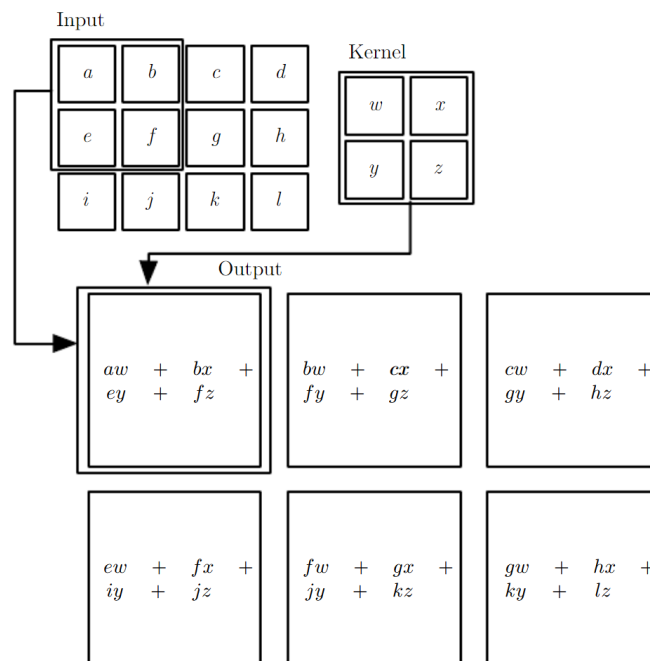 Input
a b c d
e f g h
i j k l
Kernel
w x
y z
Output
aw + bx +
ey + fz
bw + cx +
fy + gz
cw + dx +
gy + hz
ew + fx +
iy + jz
fw + gx +
jy + kz
gw + hx +
ky + lz